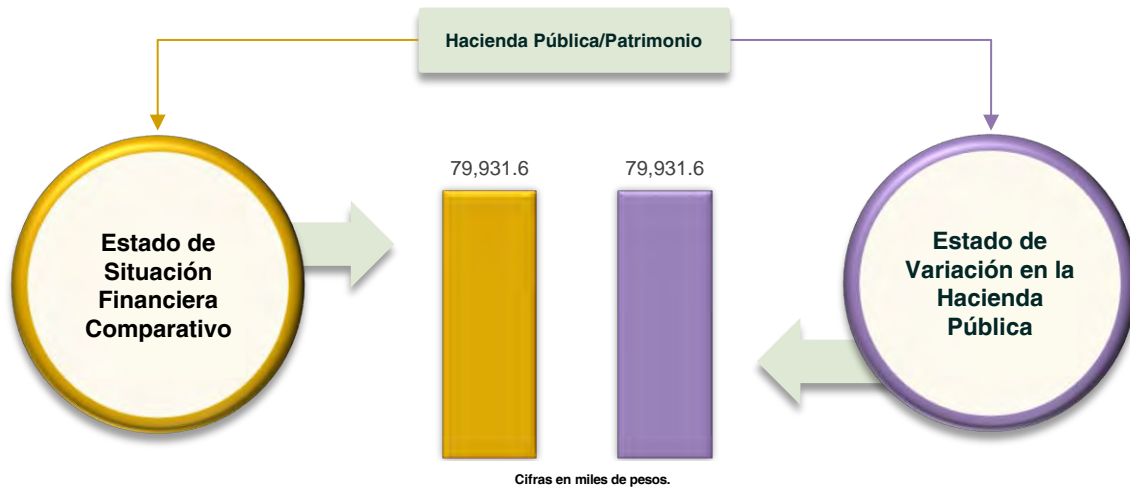 Hacienda Pública/Patrimonio
79,931.6
79,931.6
Estado de
Situación
Financiera
Comparativo
Estado de
Variación en la
Hacienda
Pública
Cifras en miles de pesos.